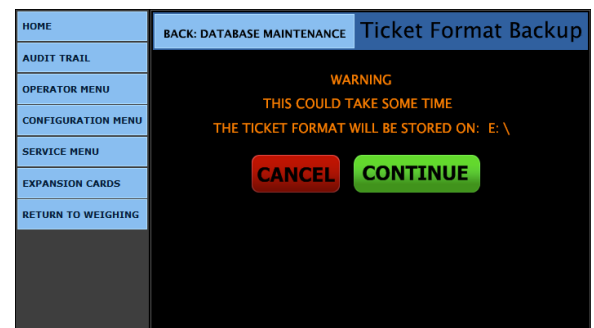 HOME
AUDIT TRAIL
OPERATOR MENU
CONFIGURATION MENU
SERVICE MENU
EXPANSION CARDS
RETURN TO WEIGHING
BACK: DATABASE MAINTENANCE
Ticket Format Backup
WARNING
THIS COULD TAKE SOME TIME
THE TICKET FORMAT WILL BE STORED ON: E: \
CANCEL
CONTINUE